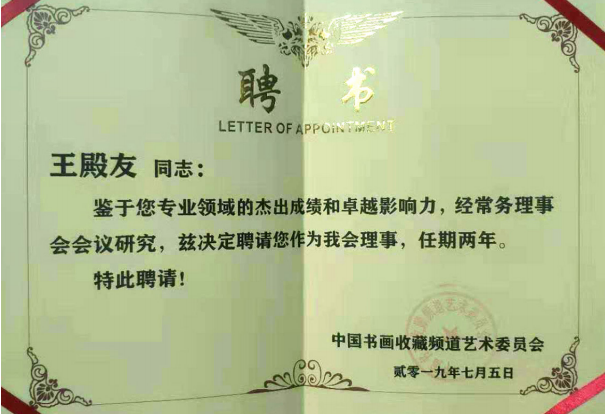 聘书
LETTER OF APPOINTMENT
王殿友 同志：
鉴于您专业领域的杰出成绩和卓越影响力，经常务理事
会会议研究，兹决定聘请您作为我会理事，任期两年。
特此聘请！
中国书画收藏频道艺术委员会
贰零一九年七月五日